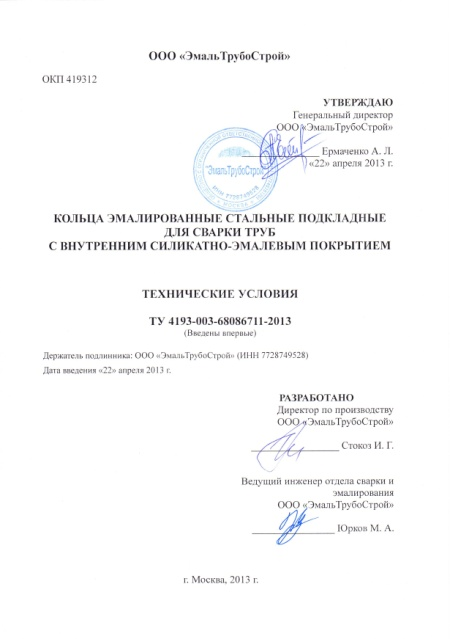 ООО «ЭмальТрубоСтрой»
ОКП 419312
УТВЕРЖДАЮ
Генеральный директор
ООО «ЭмальТрубоСтрой»
Ермаченко А. Л.
«22» апреля 2013 г.
"ЭмальТрубоСтрой"
КОЛЬЦА ЭМАЛИРОВАННЫЕ СТАЛЬНЫЕ ПОДКЛАДНЫЕ
ДЛЯ СВАРКИ ТРУБ
С ВНУТРЕННИМ СИЛИКАТНО-ЭМАЛЕВЫМ ПОКРЫТИЕМ
ТЕХНИЧЕСКИЕ УСЛОВИЯ
ТУ 4193-003-68086711-2013
(Введены впервые)
Держатель подлинника: ООО «ЭмальТрубоСтрой» (ИНН 7728749528)
Дата введения «22» апреля 2013 г.
РАЗРАБОТАНО
Директор по производству
ООО «ЭмальТрубоСтрой»
Стокоз И. Г.
Ведущий инженер отдела сварки и
эмалирования
ООО «ЭмальТрубоСтрой»
Юрков М. А.
г. Москва, 2013 г.